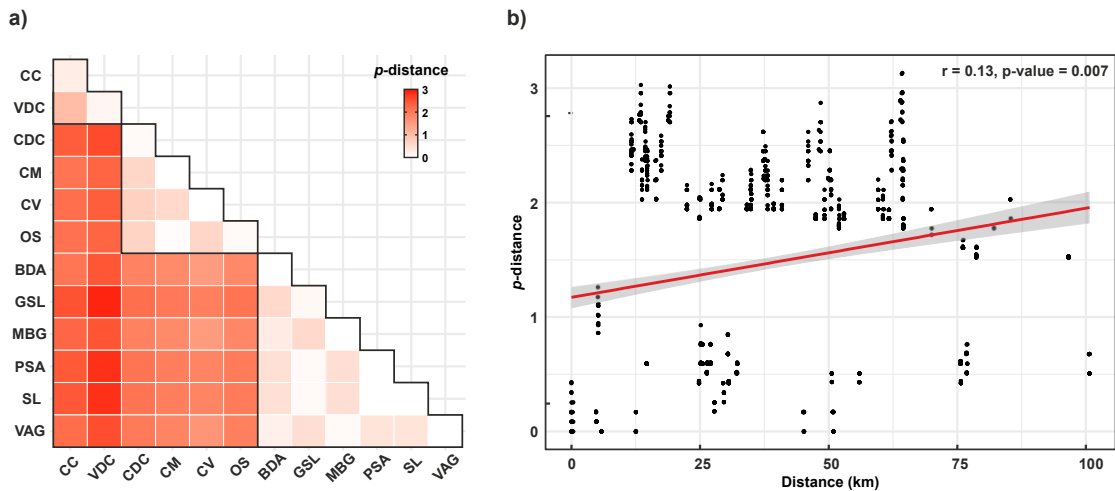 a)
p-distance
3
2
1
0
CC
VDC
CDC
CM
CV
OS
BDA
GSL
MBG
PSA
SL
VAG
CC
VDC
CDC
CM
CV
OS
BDA
GSL
MBG
PSA
SL
VAG
b)
r = 0.13, p-value = 0.007
p-distance
3
2
1
0
0
25
50
75
100
Distance (km)